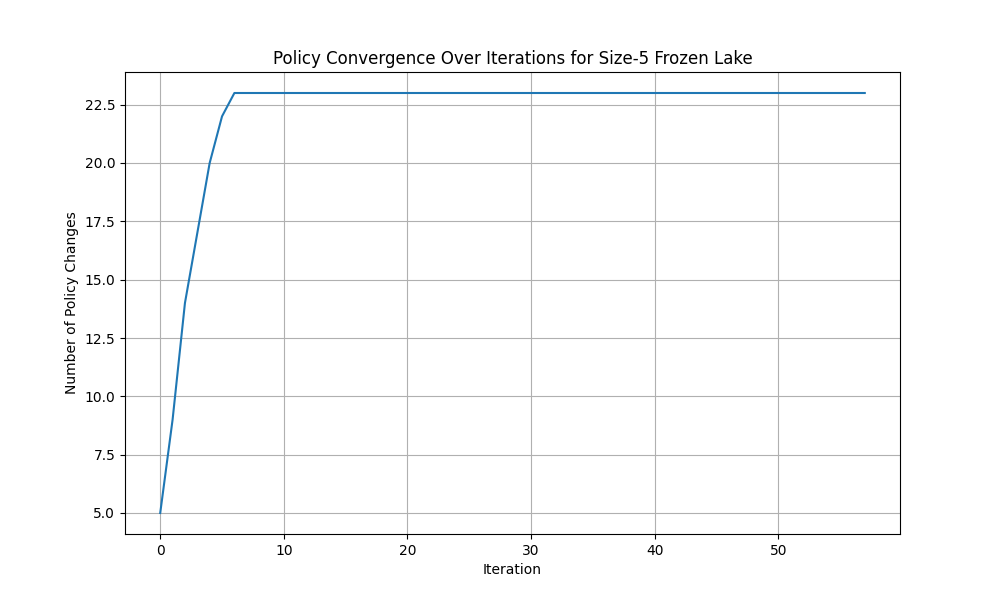 Policy Convergence Over Iterations for Size-5 Frozen Lake
Number of Policy Changes
22.5
20.0
17.5
15.0
12.5
10.0
7.5
5.0
0 10 20 30 40 50
Iteration